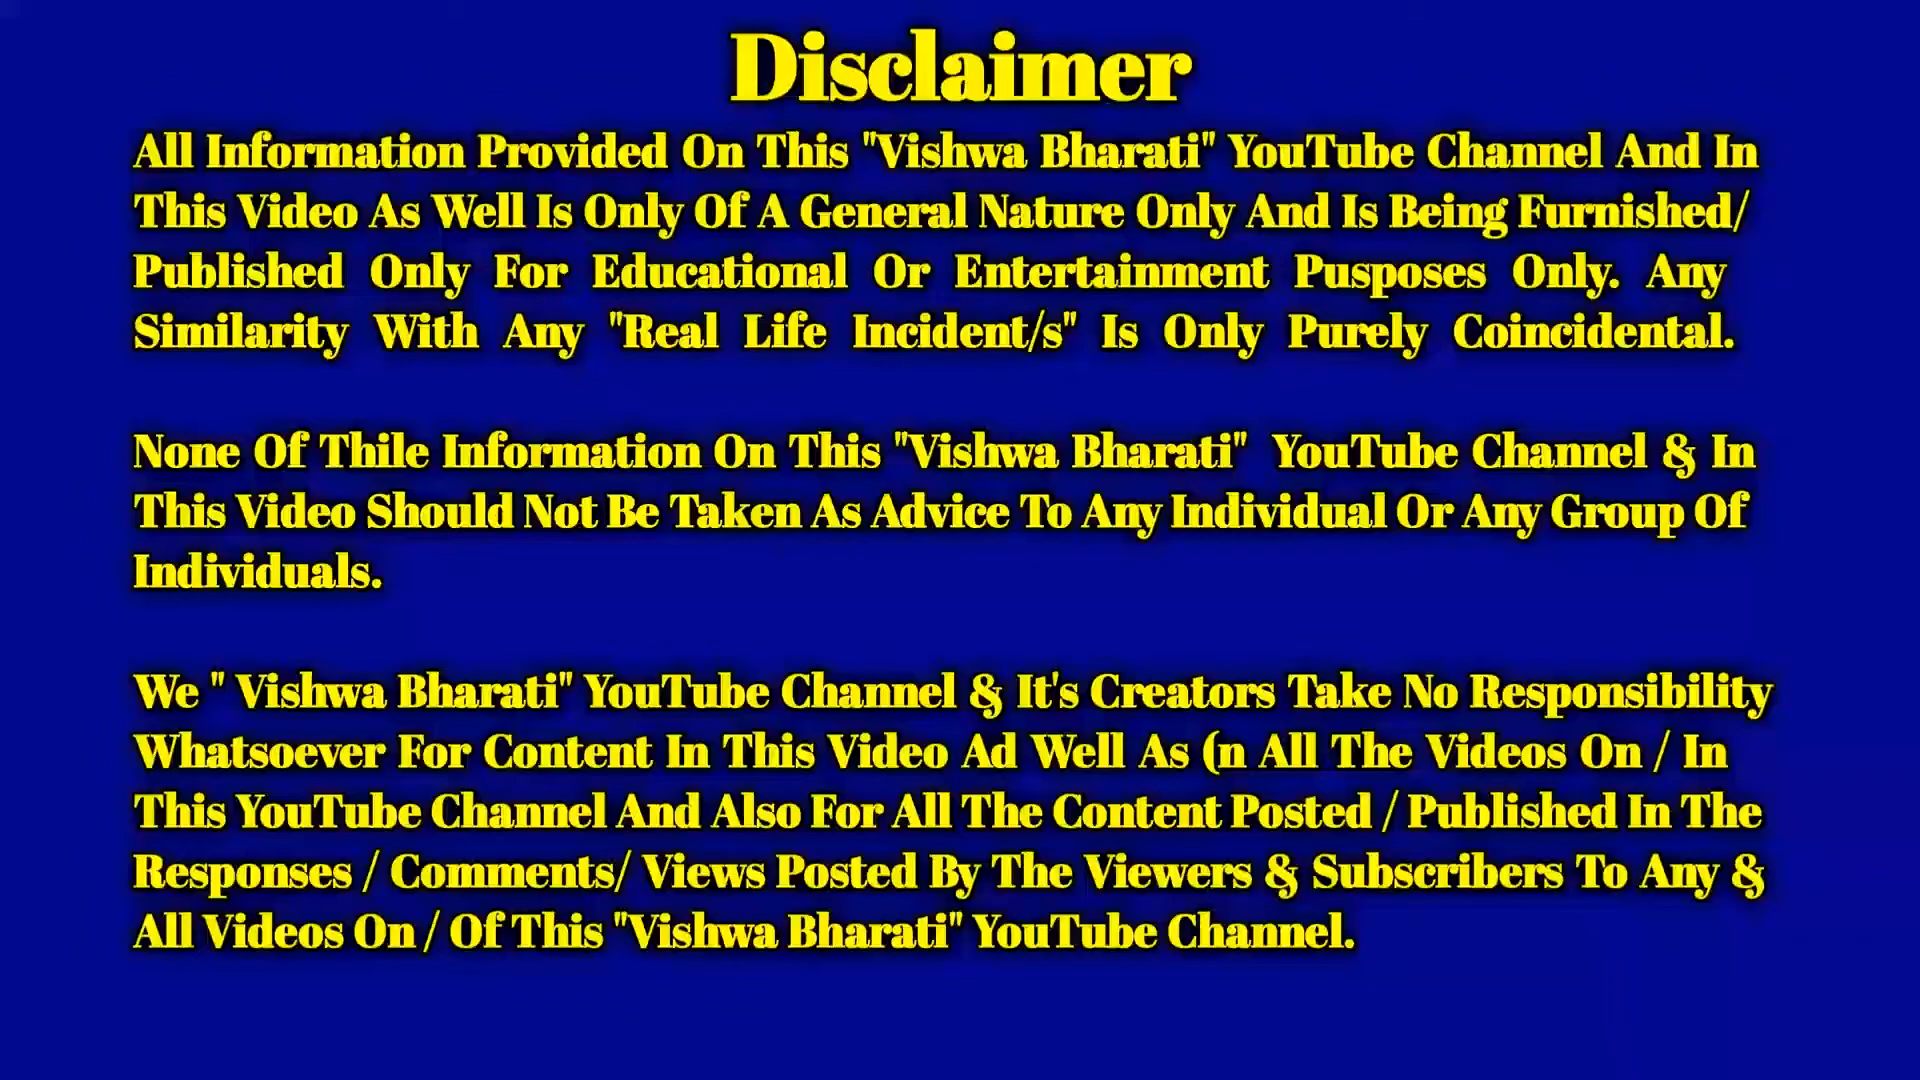 Disclaimer
All Information Provided On This "Vishwa Bharati" YouTube Channel And In
This Video As Well Is Only Of A General Nature Only And Is Being Furnished/
Published Only For Educational Or Entertainment Pusposes Only. Any
Similarity With Any "Real Life Incident/s" Is Only Purely Coincidental.
None Of Thile Information On This "Vishwa Bharati" YouTube Channel & In
This Video Should Not Be Taken As Advice To Any Individual Or Any Group Of
Individuals.
We " Vishwa Bharati" YouTube Channel & It's Creators Take No Responsibility
Whatsoever For Content In This Video Ad Well As (n All The Videos On / In
This YouTube Channel And Also For All The Content Posted / Published In The
Responses / Comments/ Views Posted By The Viewers & Subscribers To Any &
All Videos On / Of This "Vishwa Bharati" YouTube Channel.